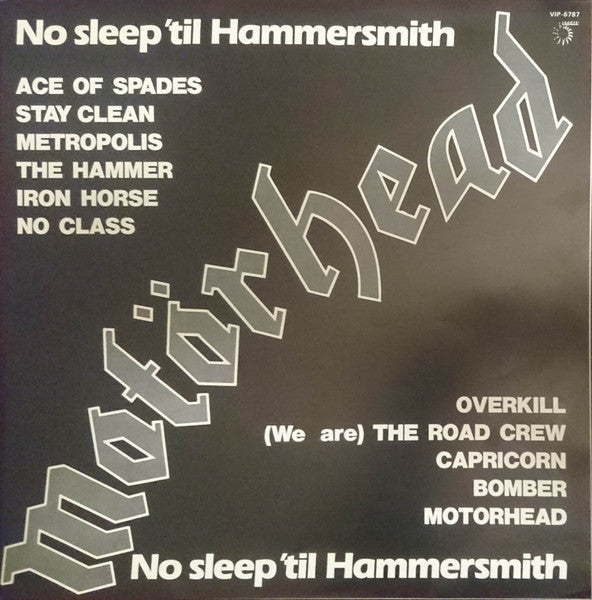 VIP-6787
No sleep 'til Hammersmith
ACE OF SPADES
STAY CLEAN
METROPOLIS
THE HAMMER
IRON HORSE
NO CLASS
Motörhead
OVERKILL
(We are) THE ROAD CREW
CAPRICORN
BOMBER
MOTORHEAD
No sleep 'til Hammersmith